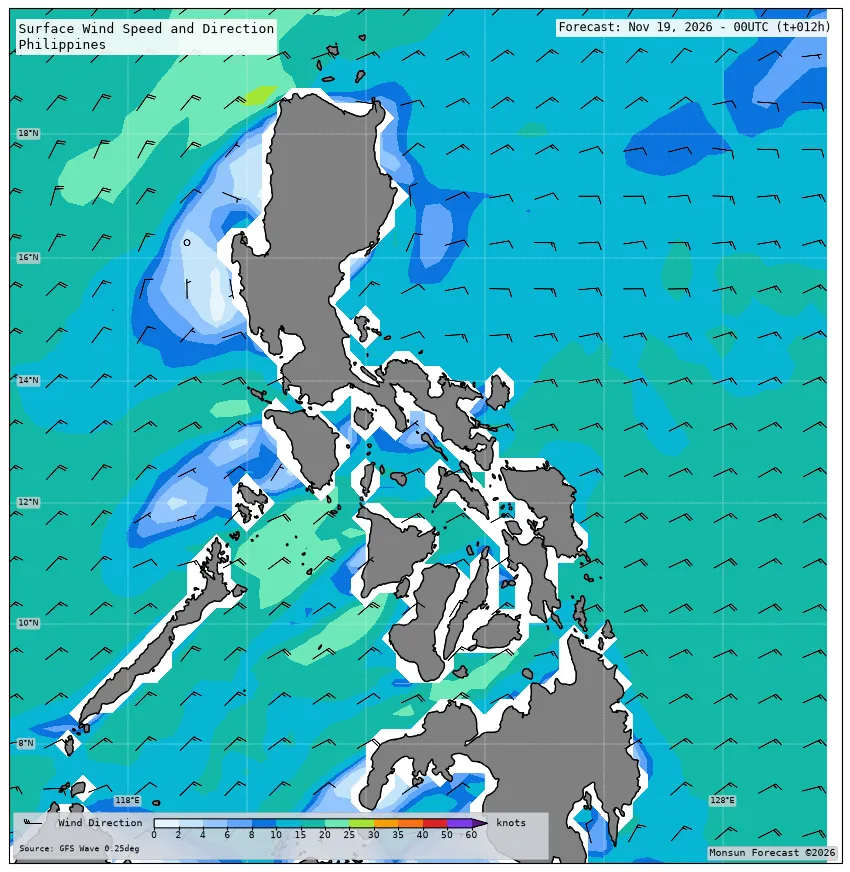 Surface Wind Speed and Direction
Philippines
Forecast: Nov 19, 2026 - 00UTC (t+012h)
18°N
16°N
14°N
12°N
10°N
8°N
118°E
128°E
Wind Direction
0 2 4 6 8 10 15 20 25 30 35 40 50 60
knots
Source: GFS Wave 0.25deg
Monsun Forecast ©2026